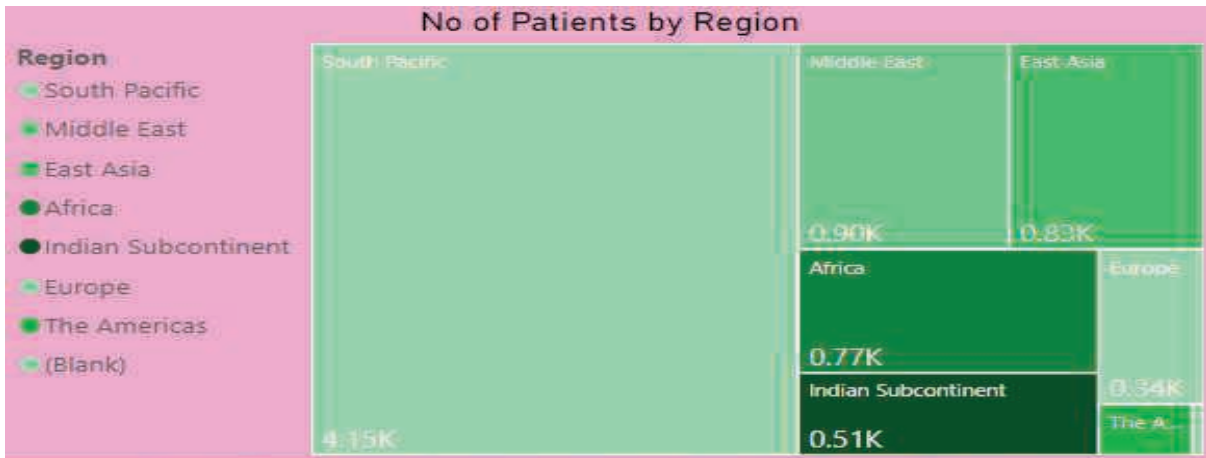 No of Patients by Region
Region
South Pacific
Middle East
East Asia
Africa
Indian Subcontinent
Europe
The Americas
(Blank)
South Pacific
4.15K
Middle East
0.90K
East Asia
0.83K
Africa
0.77K
Indian Subcontinent
0.51K
Europe
0.34K
The A...